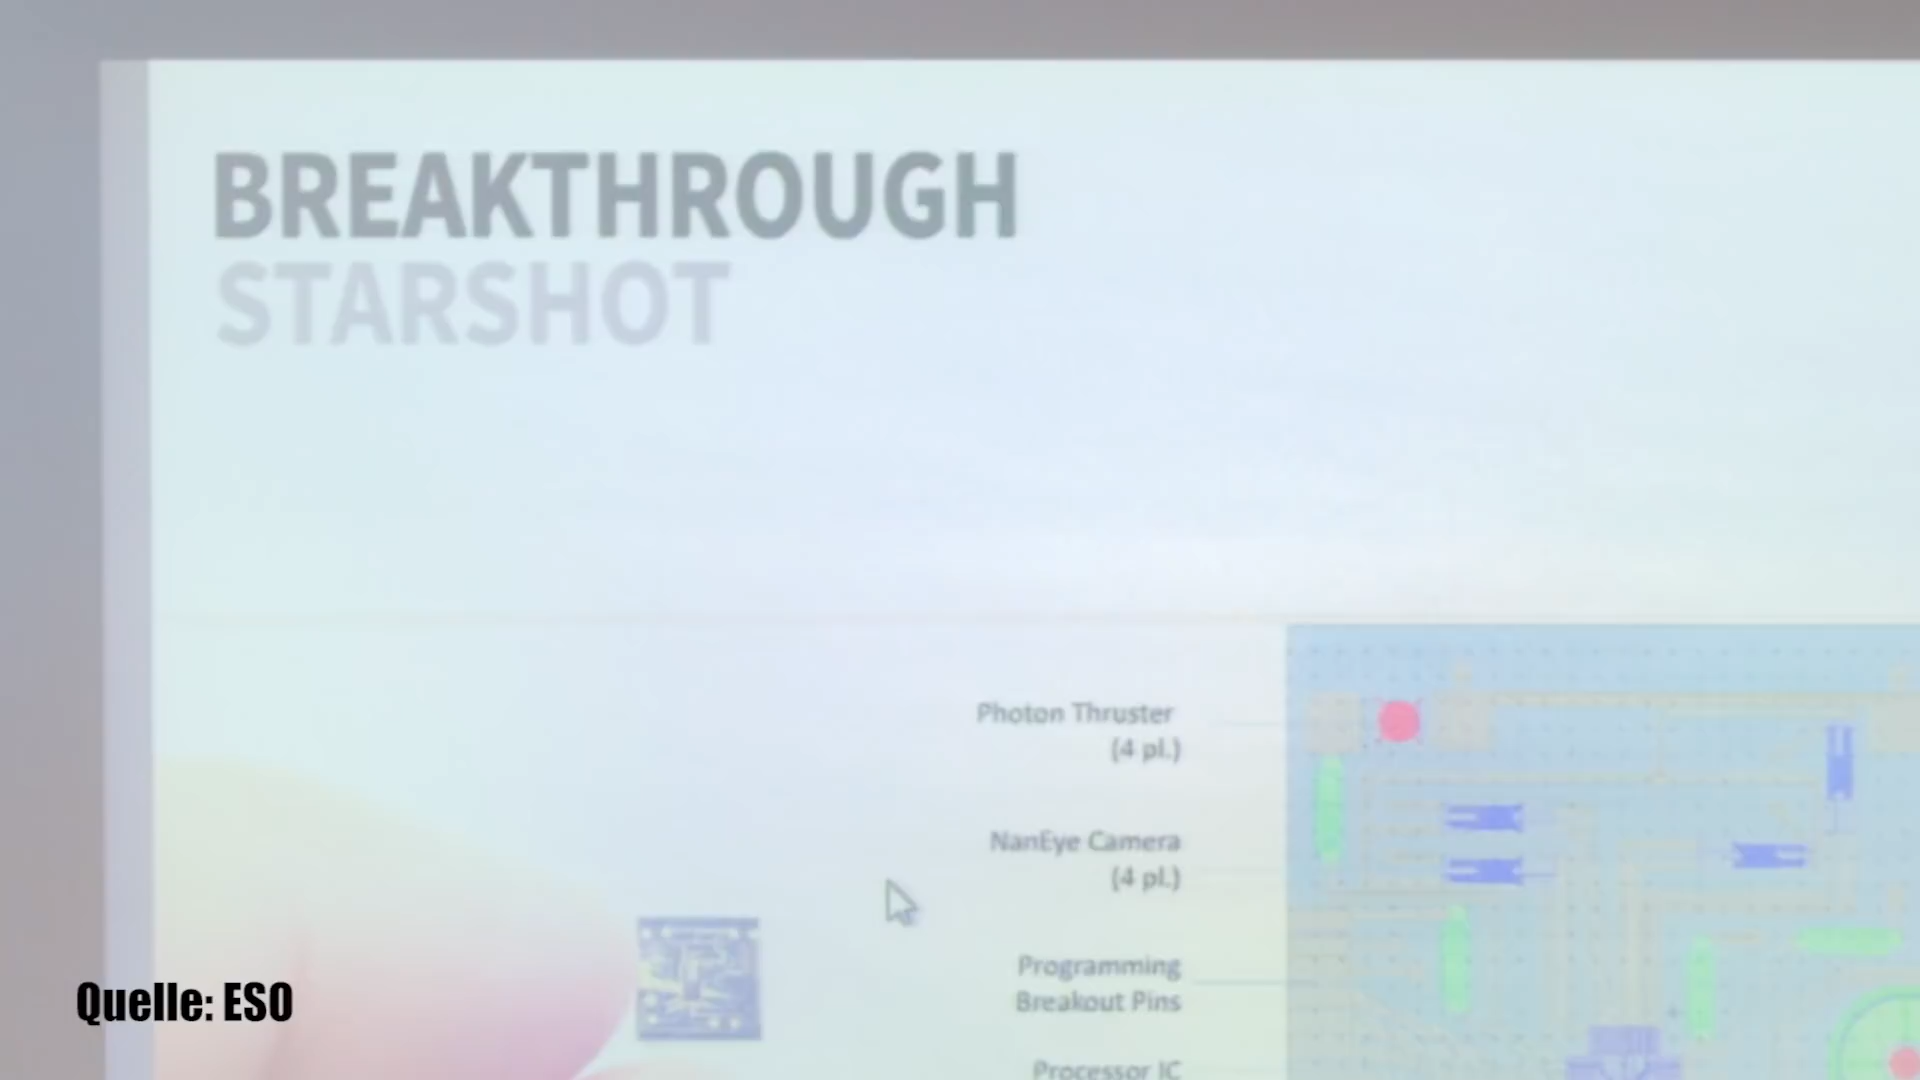 BREAKTHROUGH
STARSHOT
Photon Thruster
(4 pl.)
NanEye Camera
(4 pl.)
Programming
Breakout Pins
Processor IC
Quelle: ESO